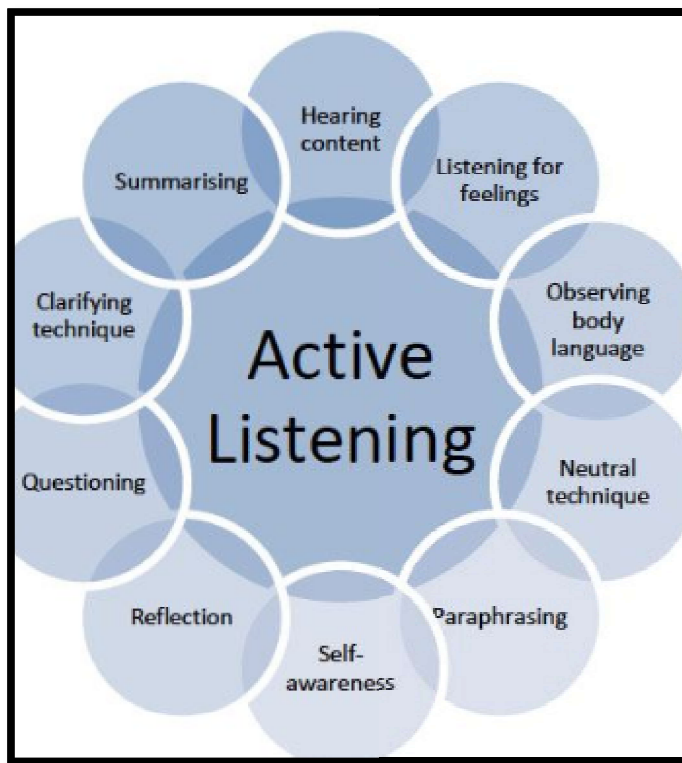 Active
Listening
Hearing
content
Listening for
feelings
Observing
body
language
Neutral
technique
Paraphrasing
Self-
awareness
Reflection
Questioning
Clarifying
technique
Summarising